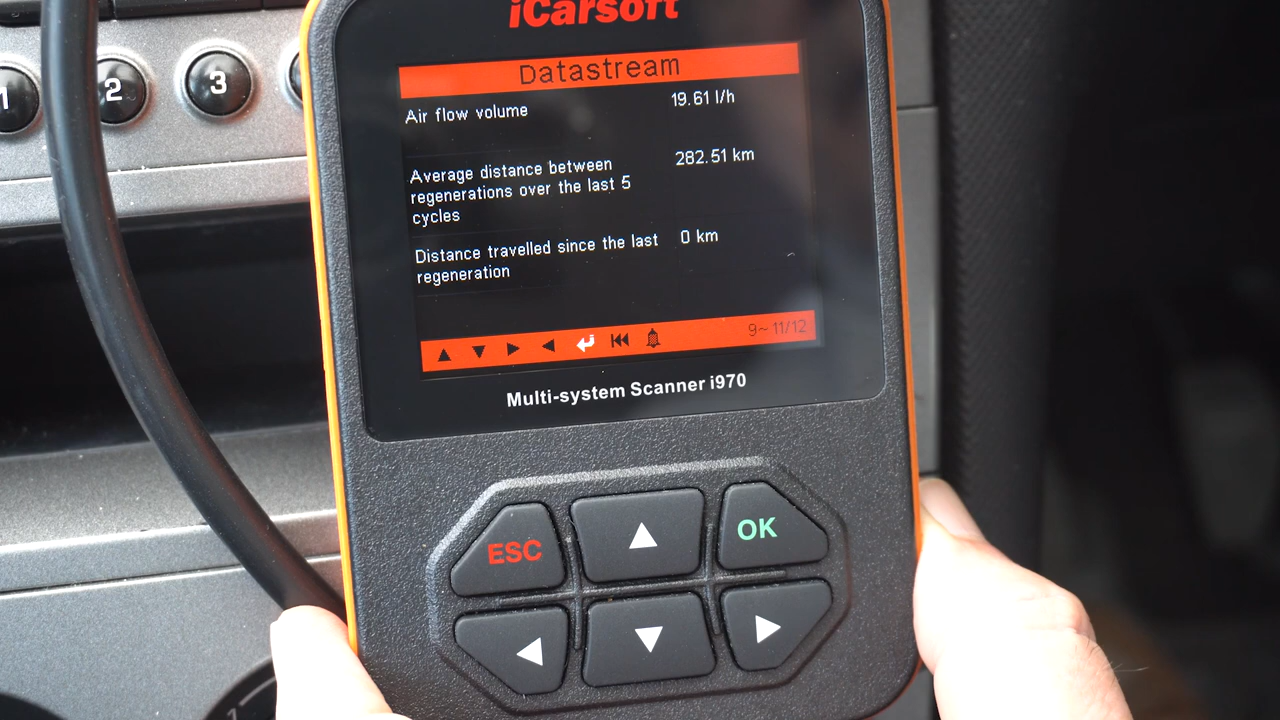 iCarsoft
Datastream
Air flow volume 19.61 l/h
Average distance between 282.51 km
regenerations over the last 5
cycles
Distance travelled since the last 0 km
regeneration
9~ 11/12
Multi-system Scanner i970
ESC
OK
1
2
3